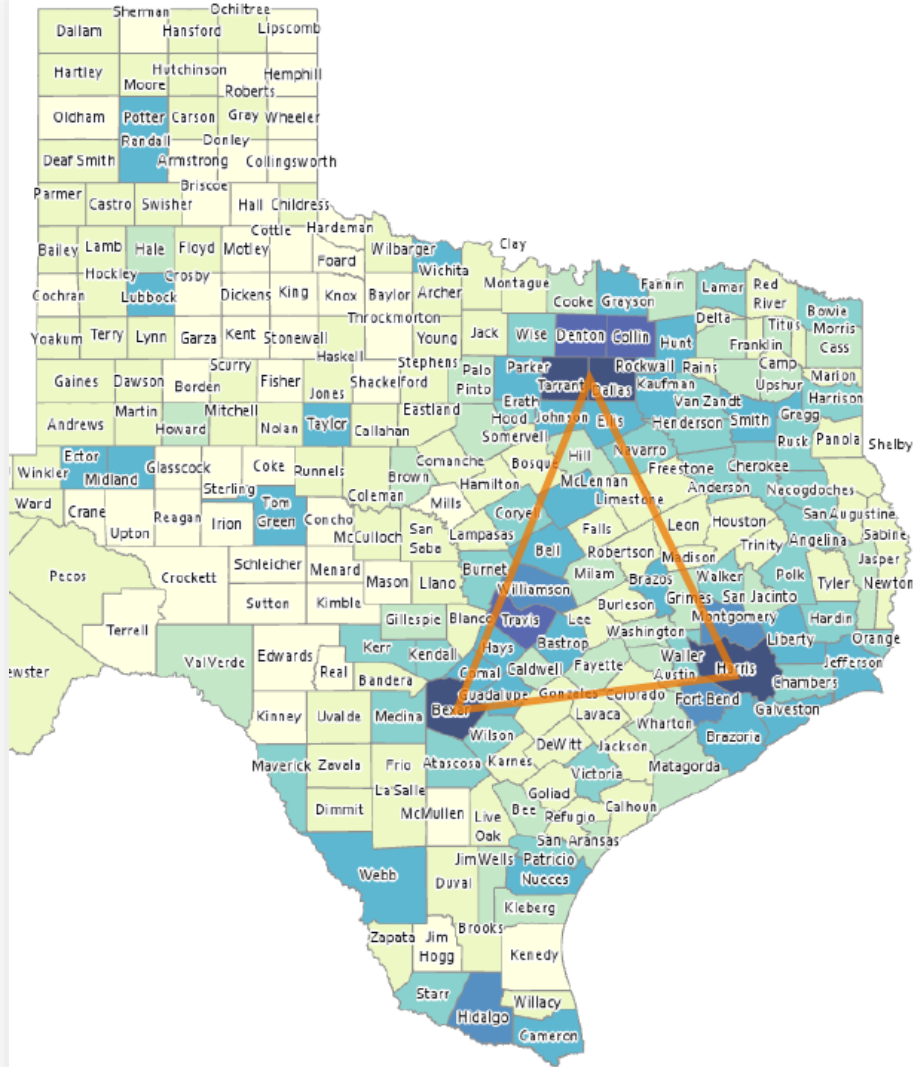 Sherman
Ochiltree
Dallam
Hansford
Lipscomb
Hartley
Moore
Hutchinson
Roberts
Hemphill
Oldham
Potter
Carson
Gray
Wheeler
Randall
Donley
Deaf Smith
Armstrong
Collingsworth
Parmer
Castro
Swisher
Briscoe
Hall
Childress
Cottle
Hardeman
Bailey
Lamb
Hale
Floyd
Motley
Foard
Wilbarger
Clay
Hockley
Crosby
Wichita
Cochran
Lubbock
Dickens
King
Knox
Baylor
Archer
Montague
Cooke
Grayson
Fannin
Lamar
Red
River
Bowie
Throckmorton
Delta
Titus
Morris
Yoakum
Terry
Lynn
Garza
Kent
Stonewall
Haskell
Young
Jack
Wise
Denton
Collin
Hunt
Franklin
Cass
Scurry
Stephens
Palo
Pinto
Parker
Rockwall
Rains
Camp
Upshur
Marion
Gaines
Dawson
Borden
Fisher
Jones
Shackelford
Tarrant
Dallas
Kaufman
Van Zandt
Harrison
Andrews
Martin
Howard
Mitchell
Nolan
Taylor
Callahan
Eastland
Erath
Hood
Johnson
Ellis
Henderson
Smith
Gregg
Somervell
Rusk
Panola
Shelby
Winkler
Ector
Midland
Glasscock
Sterling
Coke
Runnels
Coleman
Brown
Comanche
Bosque
Hill
Navarro
Freestone
Cherokee
Hamilton
McLennan
Limestone
Anderson
Nacogdoches
Ward
Crane
Upton
Reagan
Irion
Tom
Green
Concho
McCulloch
San
Saba
Mills
Lampasas
Coryell
Falls
Leon
Houston
San Augustine
Sabine
Angelina
Trinity
Pecos
Crockett
Schleicher
Menard
Mason
Llano
Burnet
Bell
Robertson
Madison
Jasper
Milam
Brazos
Walker
Polk
Tyler
Newton
Terrell
Sutton
Kimble
Gillespie
Blanco
Williamson
Travis
Lee
Burleson
Grimes
San Jacinto
Montgomery
Hardin
Washington
Liberty
Orange
ewster
ValVerde
Edwards
Real
Kerr
Kendall
Bandera
Hays
Comal
Bastrop
Caldwell
Fayette
Waller
Austin
Harris
Chambers
Jefferson
Kinney
Uvalde
Medina
Bexar
Guadalupe
Gonzales
Colorado
Fort Bend
Galveston
Lavaca
Wharton
Brazoria
Wilson
DeWitt
Jackson
Maverick
Zavala
Frio
Atascosa
Karnes
Victoria
Matagorda
Dimmit
La Salle
McMullen
Live
Oak
Bee
Goliad
Refugio
Calhoun
San
Patricio
Aransas
Webb
Duval
Jim Wells
Nueces
Kleberg
Zapata
Jim
Hogg
Brooks
Kenedy
Starr
Hidalgo
Willacy
Cameron